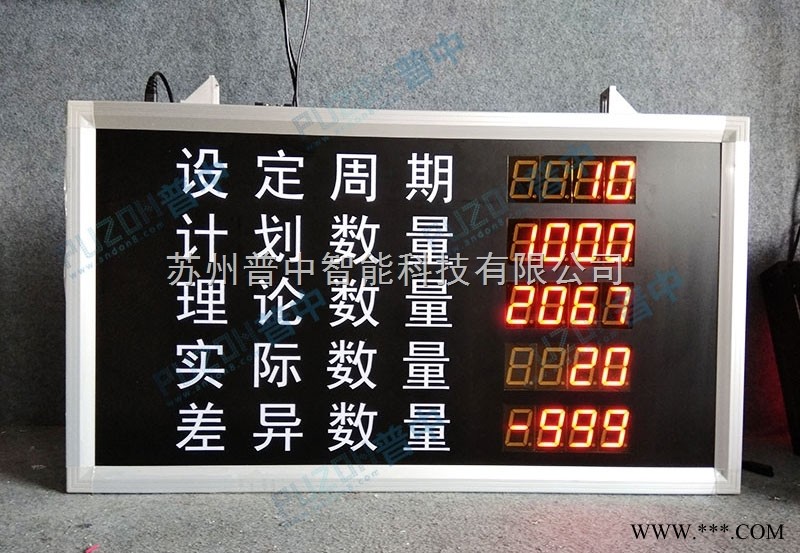 设定周期 10
计划数量 1000
苏州普中智能科技有限公司
理论数量 2067
实际数量 20
差异数量 -999
WWW.***.COM